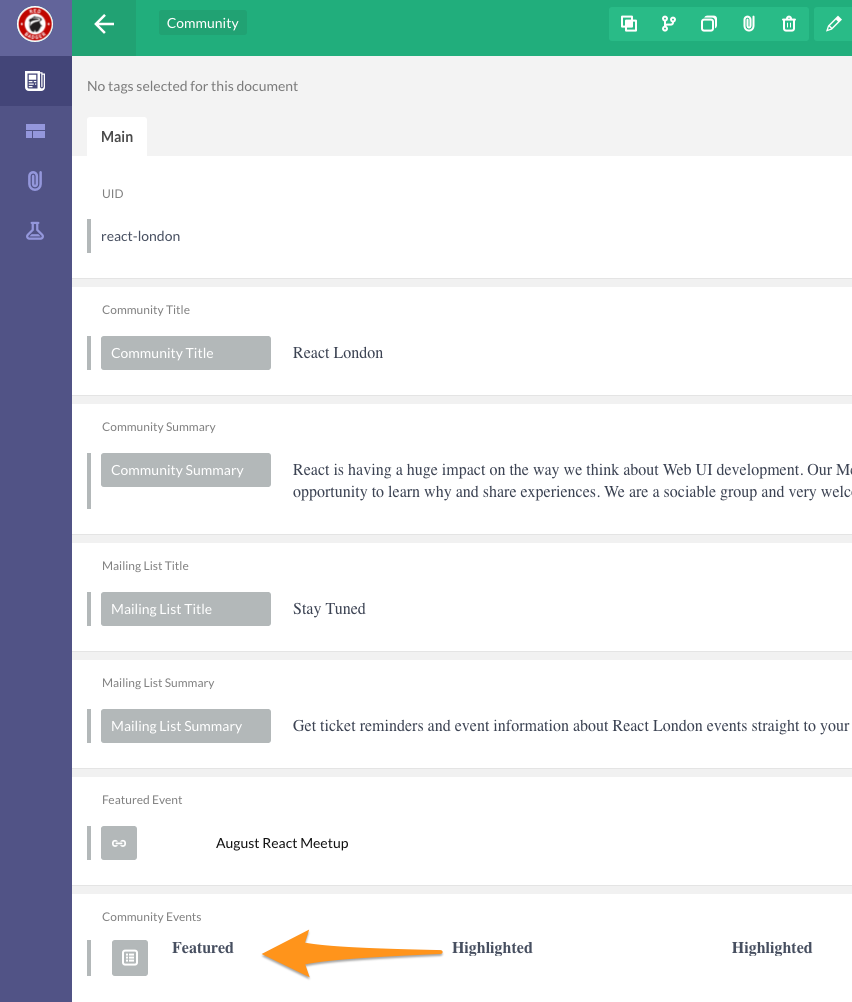 RED
BADGER
Community
No tags selected for this document
Main
UID
react-london
Community Title
Community Title
React London
Community Summary
Community Summary
React is having a huge impact on the way we think about Web UI development. Our
opportunity to learn why and share experiences. We are a sociable group and very
Mailing List Title
Mailing List Title
Stay Tuned
Mailing List Summary
Mailing List Summary
Get ticket reminders and event information about React London events straight to your
Featured Event
August React Meetup
Community Events
Featured Highlighted Highlighted